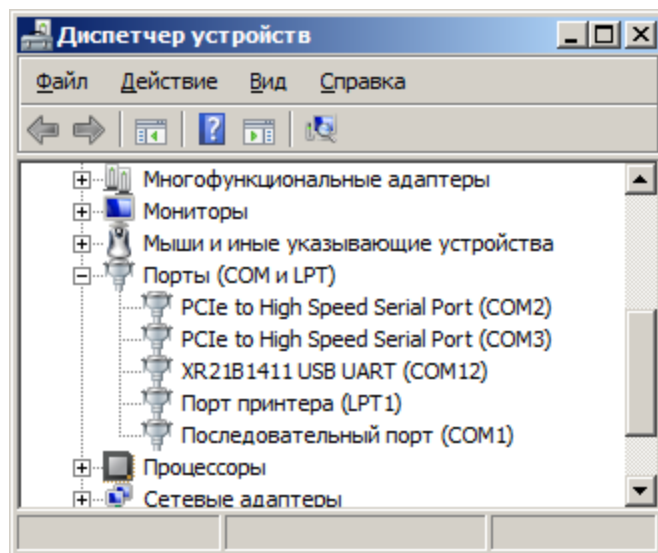 Диспетчер устройств
Файл Действие Вид Справка
Многофункциональные адаптеры
Мониторы
Мыши и иные указывающие устройства
Порты (COM и LPT)
PCIe to High Speed Serial Port (COM2)
PCIe to High Speed Serial Port (COM3)
XR21B1411 USB UART (COM12)
Порт принтера (LPT1)
Последовательный порт (COM1)
Процессоры
Сетевые адаптеры